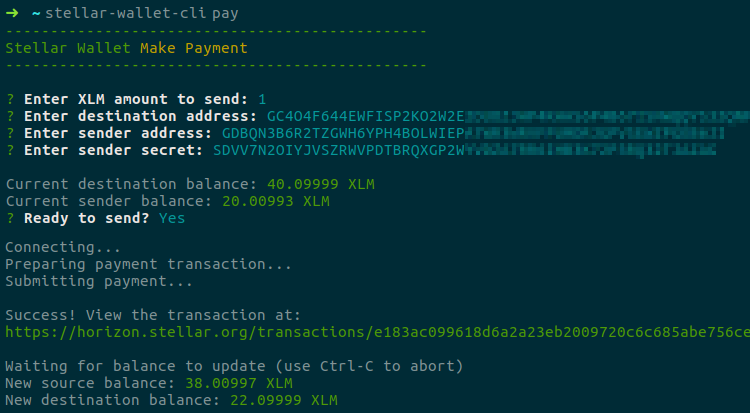 ➜ ~ stellar-wallet-cli pay
-----------------------------------------------
Stellar Wallet Make Payment
-----------------------------------------------
? Enter XLM amount to send: 1
? Enter destination address: GC4O4F644EWFISP2KO2W2E
? Enter sender address: GDBQN3B6R2TZGWH6YPH4BOLWIEP
? Enter sender secret: SDVV7N2OIYJVSZRWVPDTBRQXGP2W
Current destination balance: 40.09999 XLM
Current sender balance: 20.00993 XLM
? Ready to send? Yes
Connecting...
Preparing payment transaction...
Submitting payment...
Success! View the transaction at:
https://horizon.stellar.org/transactions/e183ac099618d6a2a23eb2009720c6c685abe756ce
Waiting for balance to update (use Ctrl-C to abort)
New source balance: 38.00997 XLM
New destination balance: 22.09999 XLM